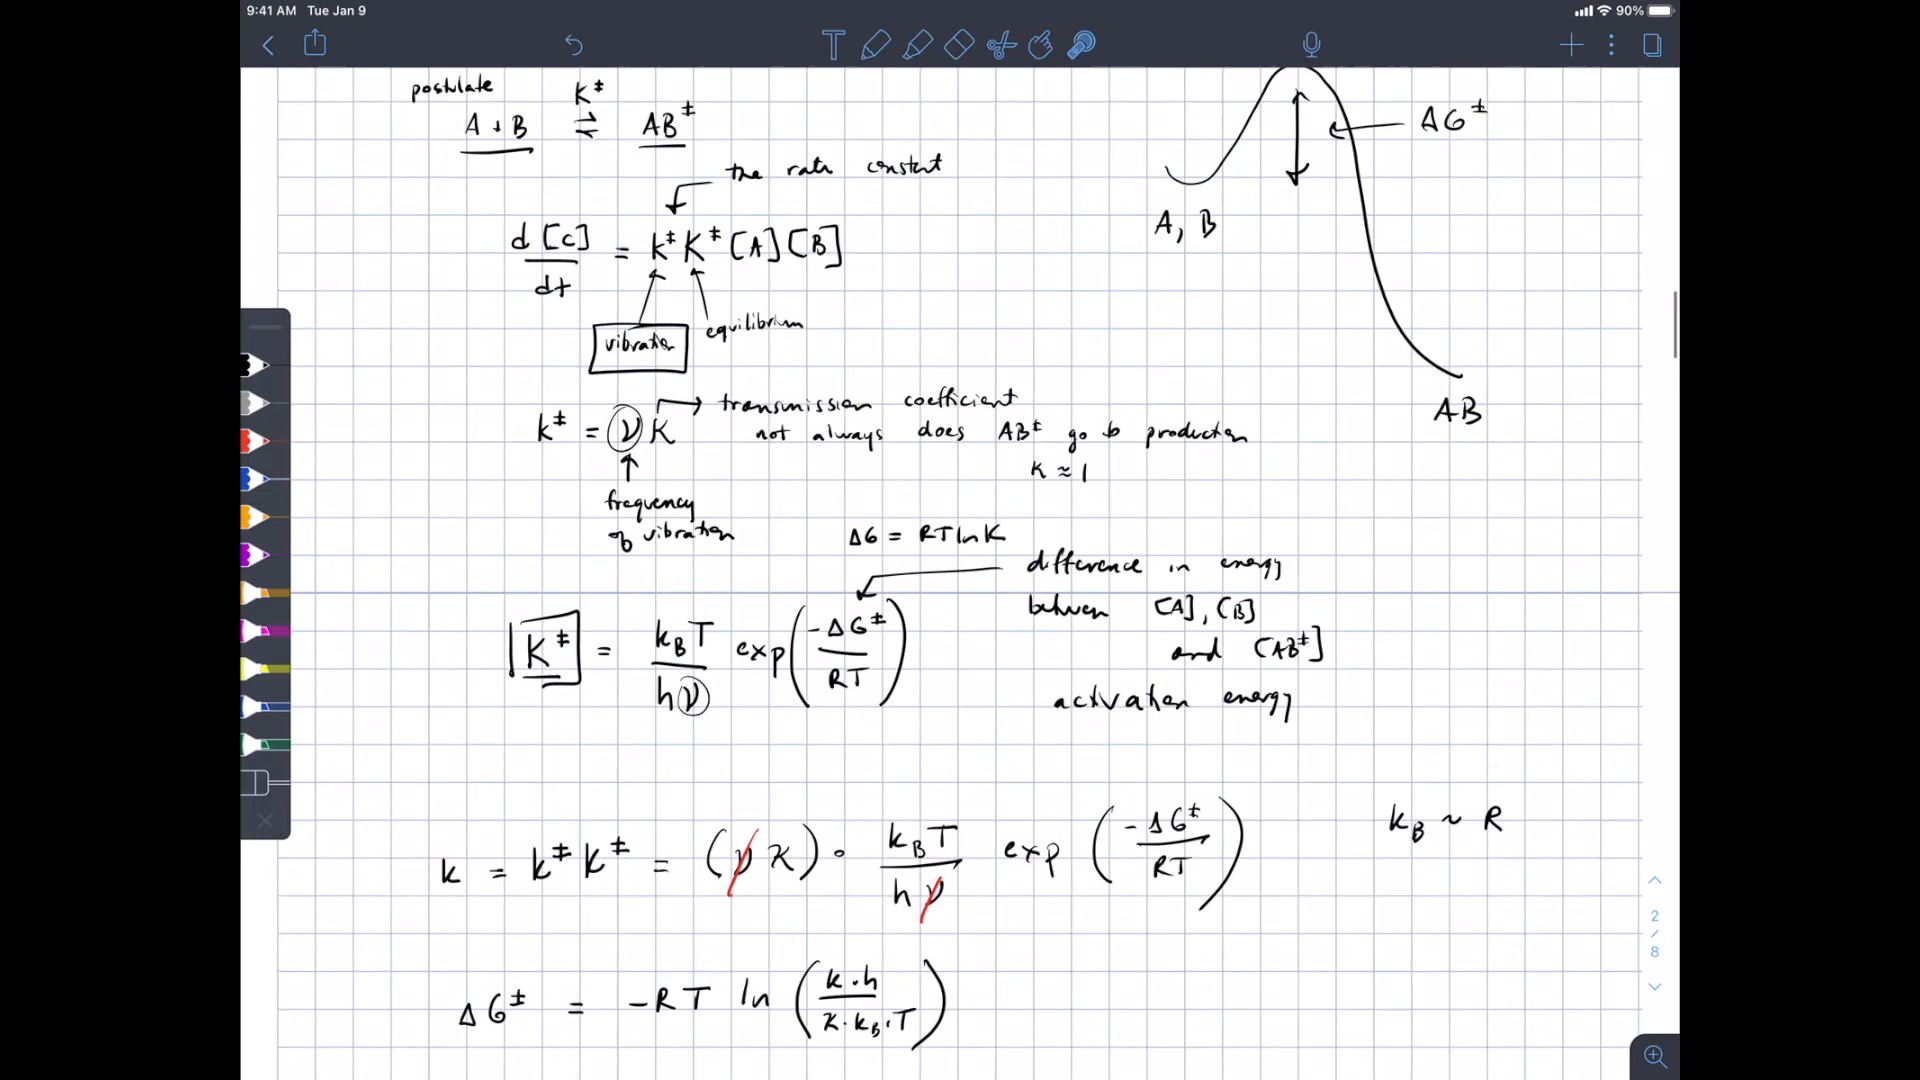 9:41 AM Tue Jan 9
90%
postulate
A + B ⇌ AB‡
K‡
ΔG‡
the rate constant
d[C]/dt = k‡K‡[A][B]
A, B
vibration
equilibrium
k‡ = νK
transmission coefficient
not always does AB‡ go to production
K ≈ 1
AB
frequency
of vibration
ΔG = RT ln K
difference in energy
between [A], [B]
and [AB‡]
activation energy
K‡ = kBT/hν exp(-ΔG‡/RT)
k = k‡K‡ = (νκ) · kBT/hν exp(-ΔG‡/RT)
kB ~ R
ΔG‡ = -RT ln(k·h/κ·kB·T)
2
/
8